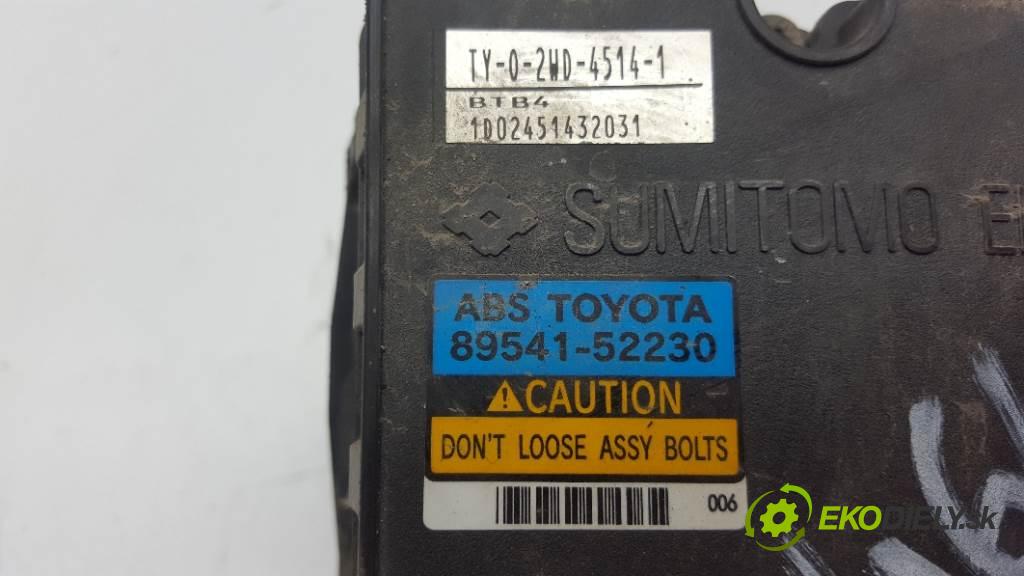 TY-0-2WD-4514-1
BTB4
1D02451432031
SUMITOMO
ABS TOYOTA
89541-52230
CAUTION
DON'T LOOSE ASSY BOLTS
006
EKODIELY.sk